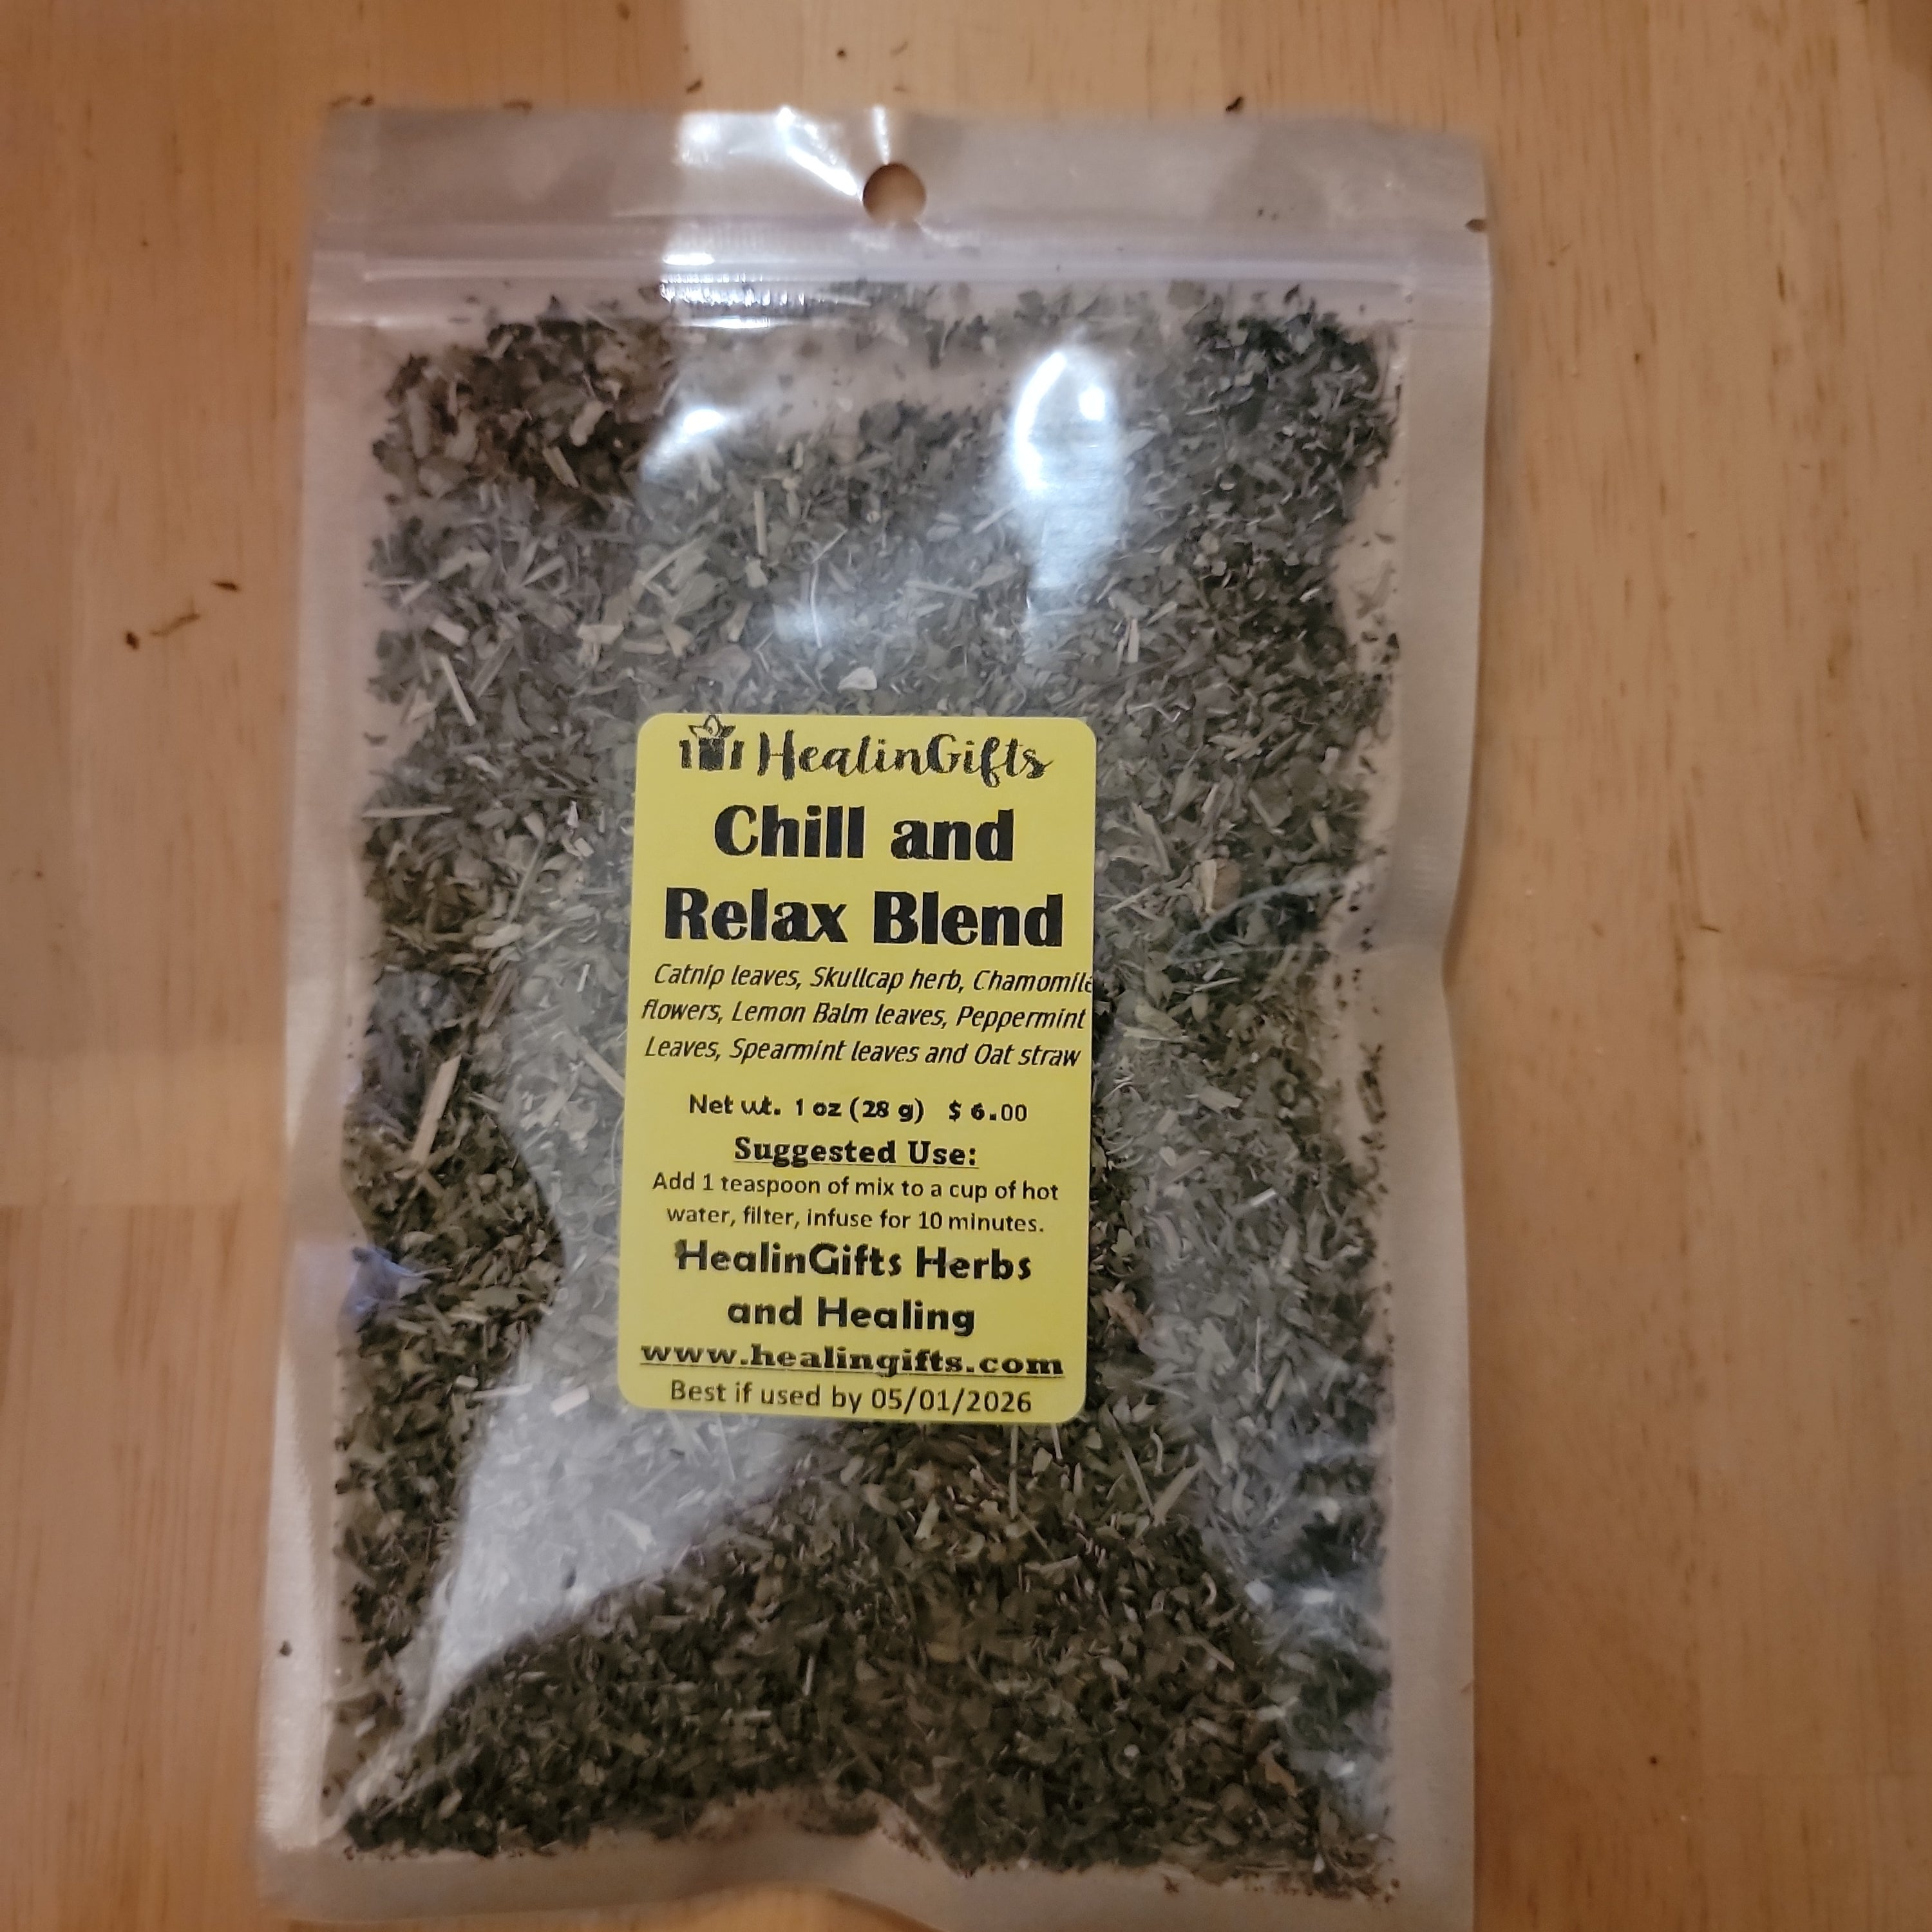 HealinGifts
Chill and
Relax Blend
Catnip leaves, Skullcap herb, Chamomile
flowers, Lemon Balm leaves, Peppermint
Leaves, Spearmint leaves and Oat straw
Net wt. 1 oz (28 g) $ 6.00
Suggested Use:
Add 1 teaspoon of mix to a cup of hot
water, filter, infuse for 10 minutes.
HealinGifts Herbs
and Healing
www.healingifts.com
Best if used by 05/01/2026